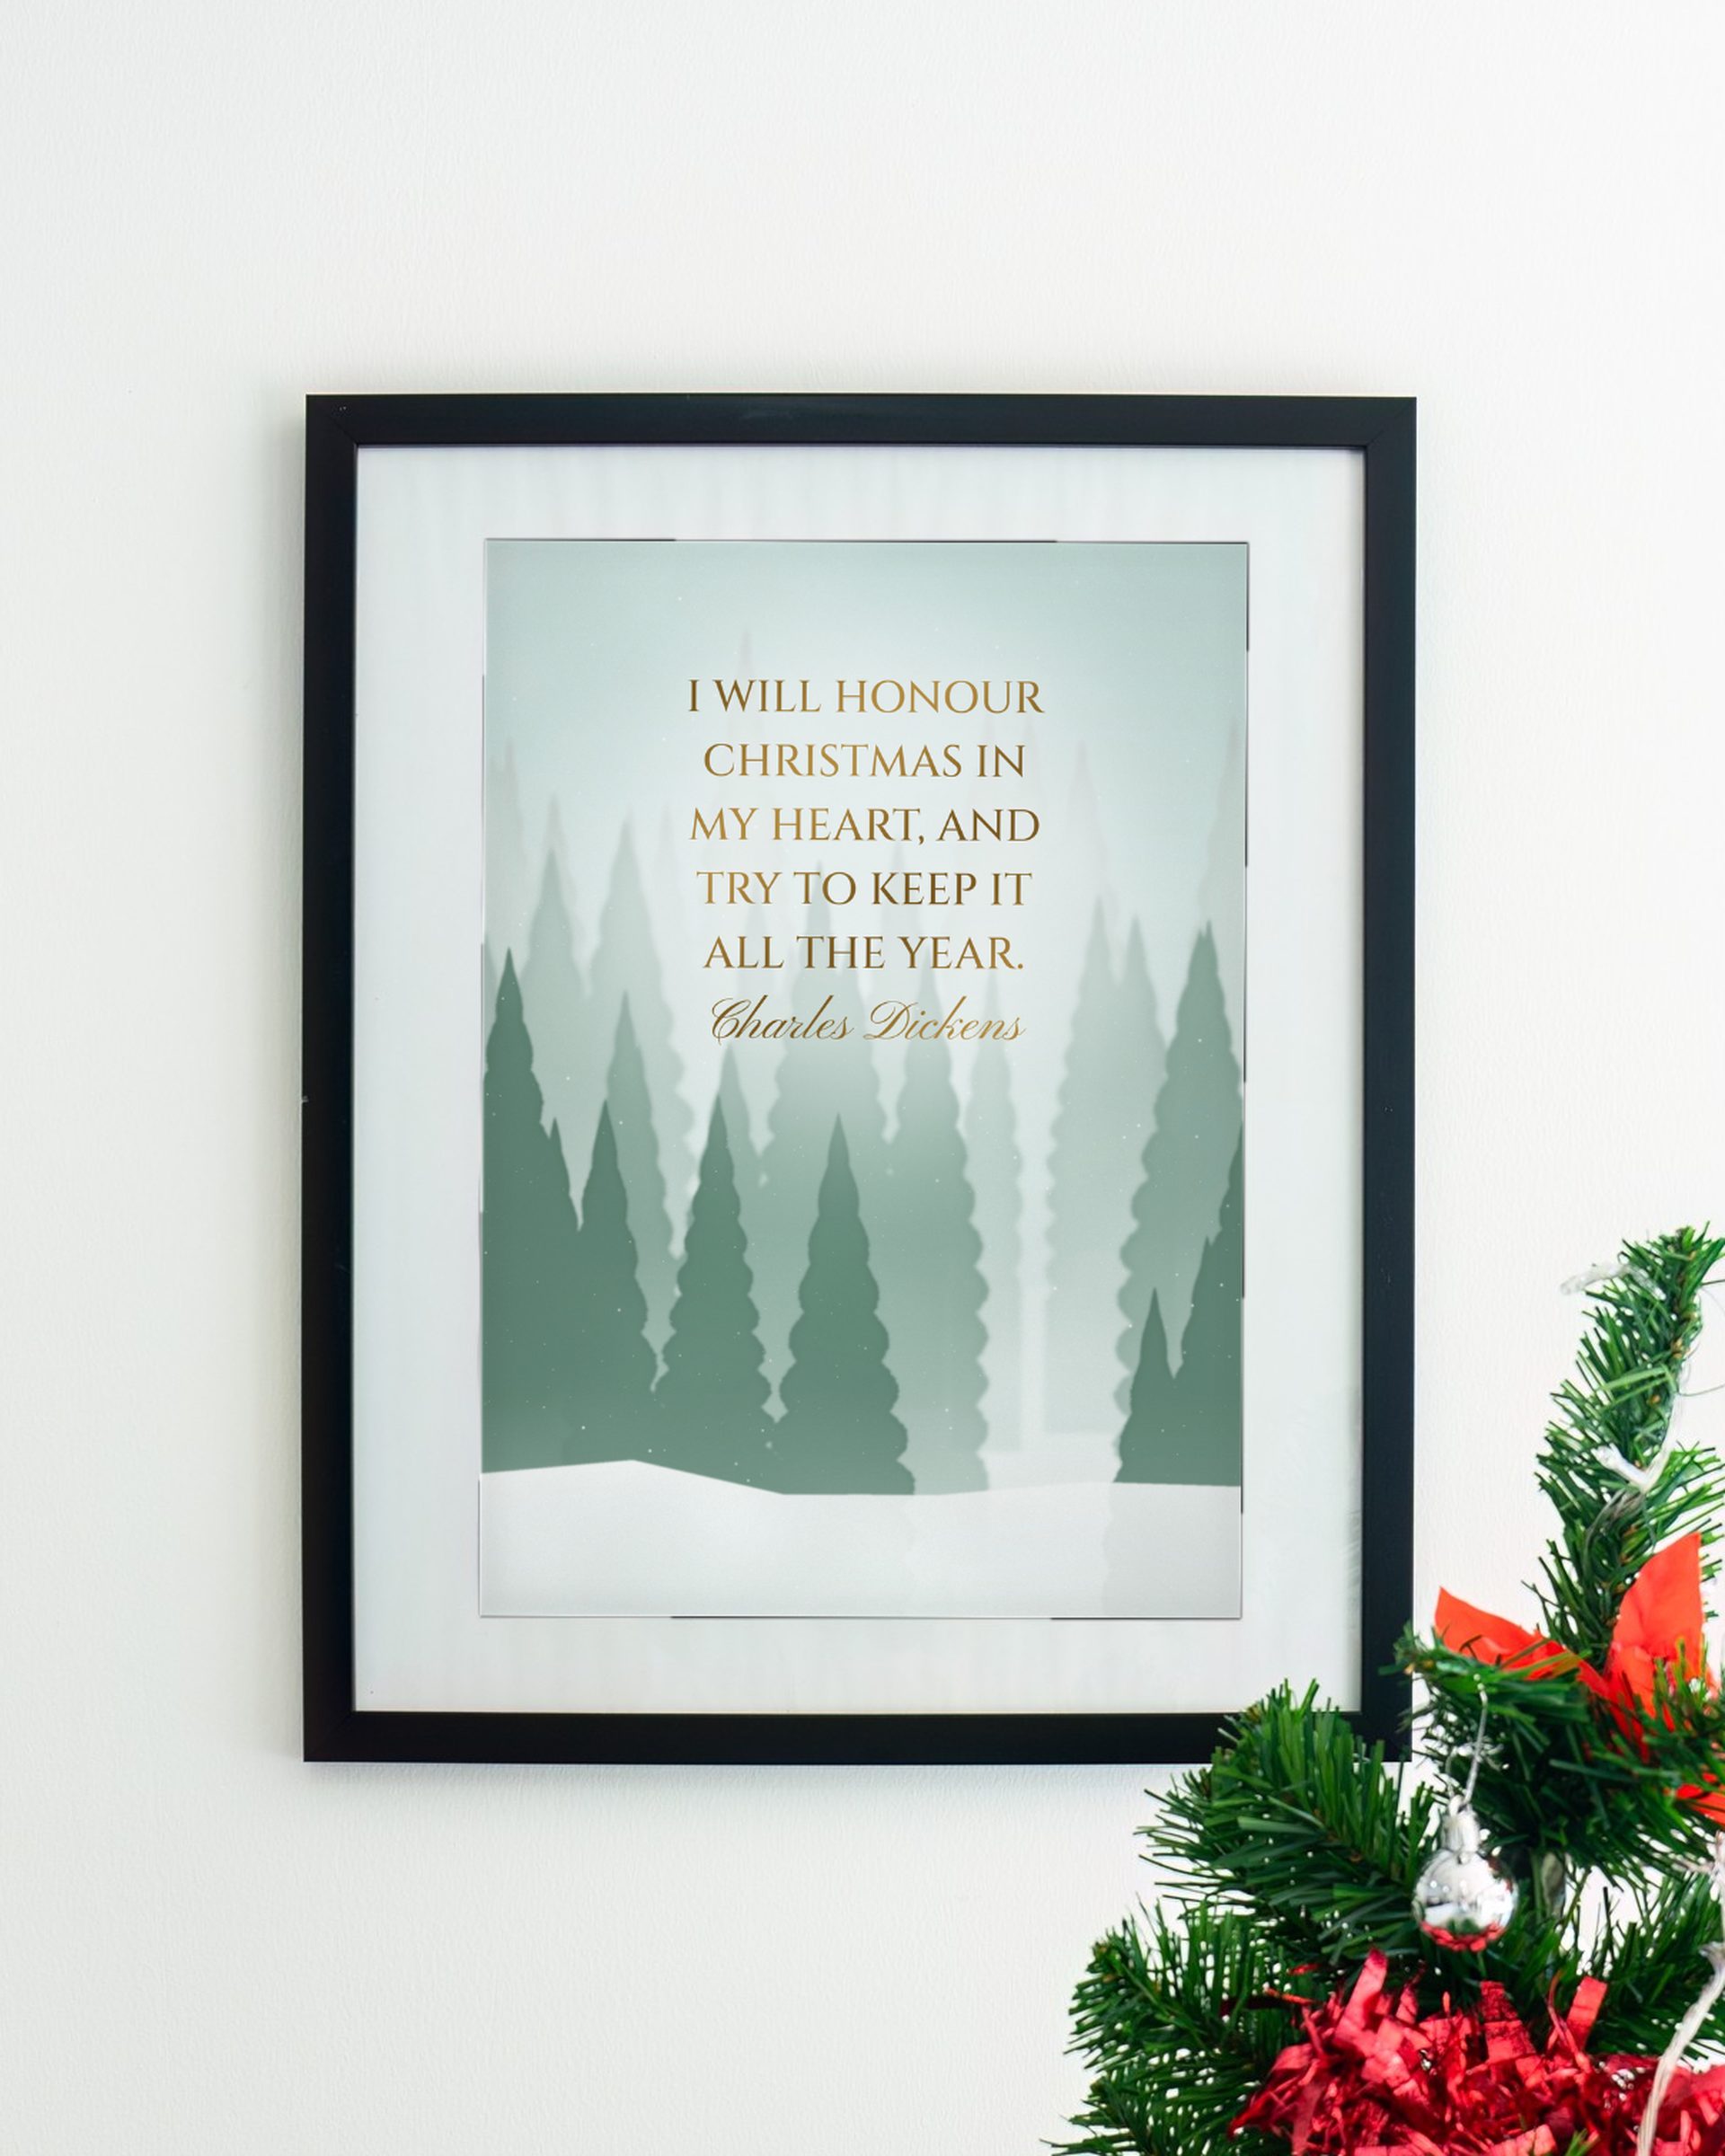 I WILL HONOUR
CHRISTMAS IN
MY HEART, AND
TRY TO KEEP IT
ALL THE YEAR.
Charles Dickens